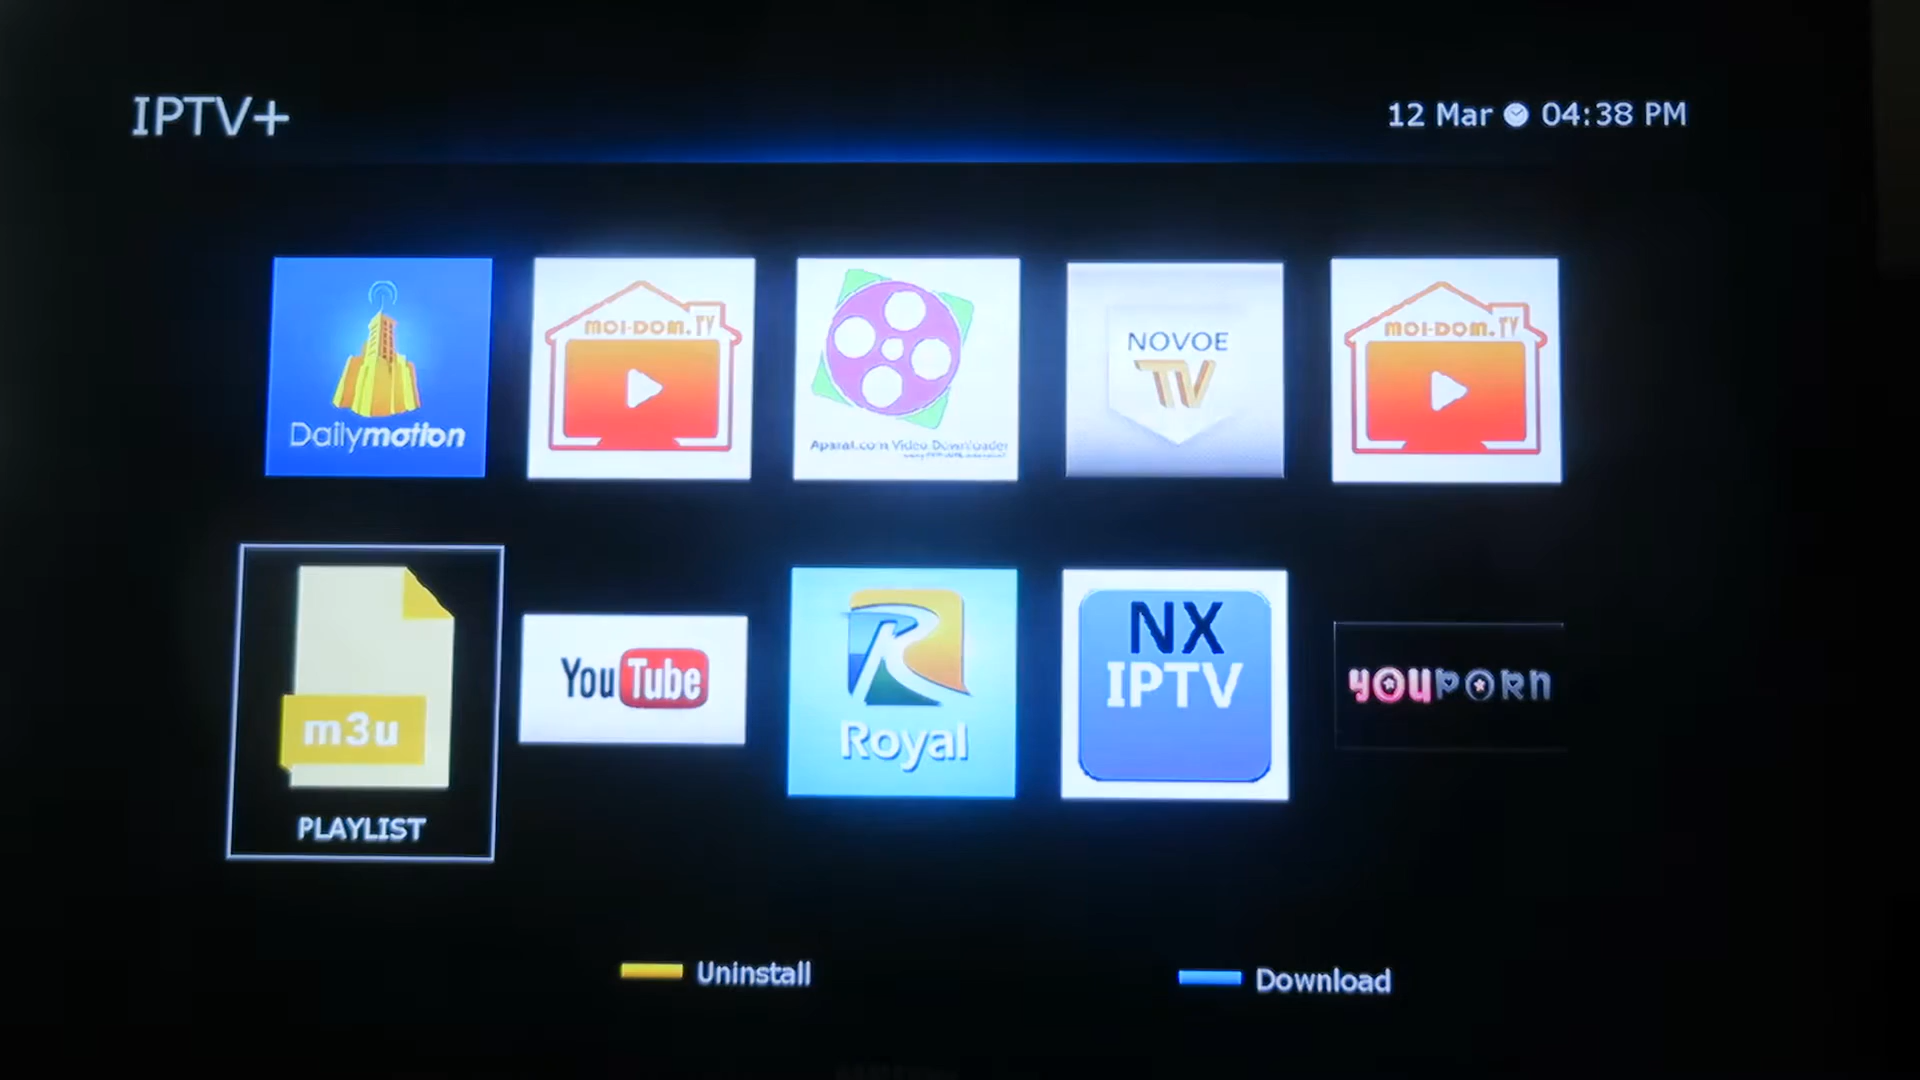 IPTV+
12 Mar 04:38 PM
Dailymotion
MOI-DOM.TV
Aparat.com Video Downloader
NOVOE
TV
MOI-DOM.TV
m3u
PLAYLIST
YouTube
R
Royal
NX
IPTV
YOUPORN
Uninstall
Download